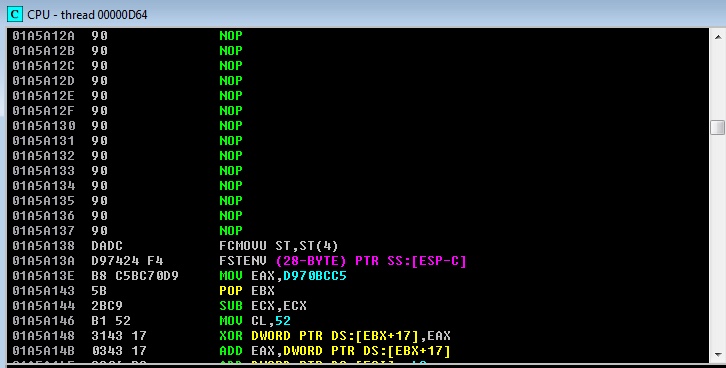 C CPU - thread 00000D64
01A5A12A 90 NOP
01A5A12B 90 NOP
01A5A12C 90 NOP
01A5A12D 90 NOP
01A5A12E 90 NOP
01A5A12F 90 NOP
01A5A130 90 NOP
01A5A131 90 NOP
01A5A132 90 NOP
01A5A133 90 NOP
01A5A134 90 NOP
01A5A135 90 NOP
01A5A136 90 NOP
01A5A137 90 NOP
01A5A138 DADC FCMOVU ST,ST(4)
01A5A13A D97424 F4 FSTENV (28-BYTE) PTR SS:[ESP-C]
01A5A13E B8 C5BC70D9 MOV EAX,D970BCC5
01A5A143 5B POP EBX
01A5A144 2BC9 SUB ECX,ECX
01A5A146 B1 52 MOV CL,52
01A5A148 3143 17 XOR DWORD PTR DS:[EBX+17],EAX
01A5A14B 0343 17 ADD EAX,DWORD PTR DS:[EBX+17]